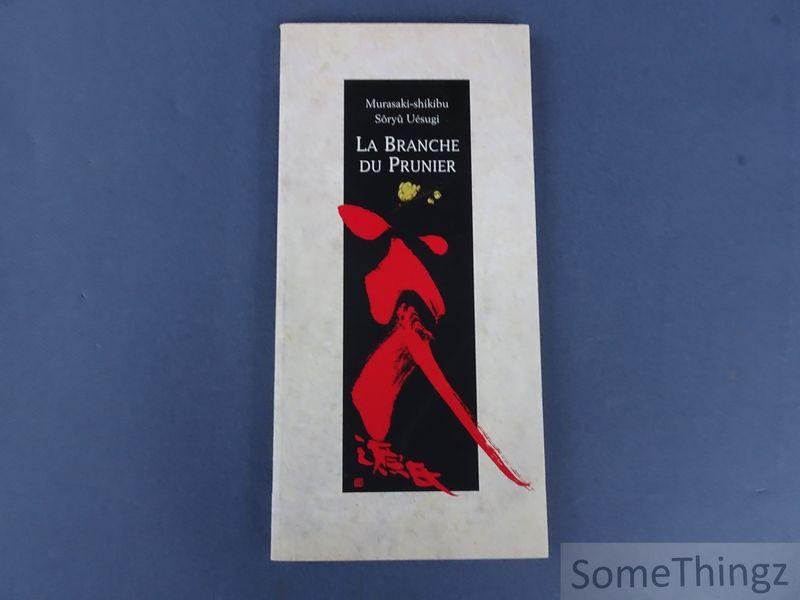 Murasaki-shikibu
Sôryû Uésugi
LA BRANCHE
DU PRUNIER
SomeThingz